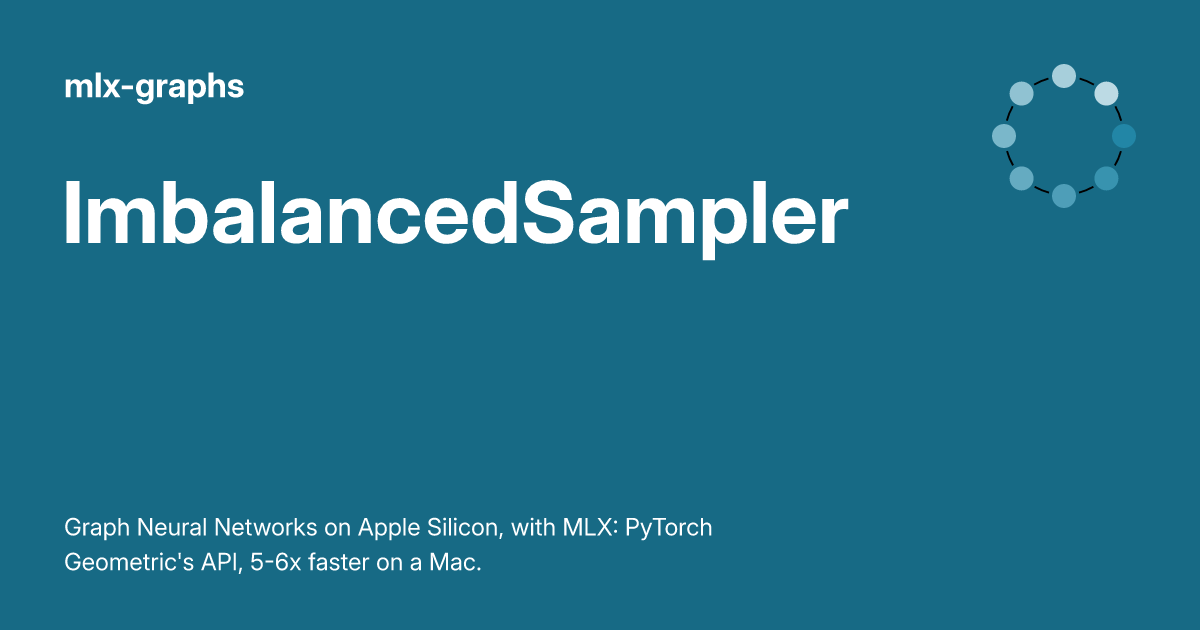 mlx-graphs
ImbalancedSampler
Graph Neural Networks on Apple Silicon, with MLX: PyTorch
Geometric's API, 5-6x faster on a Mac.